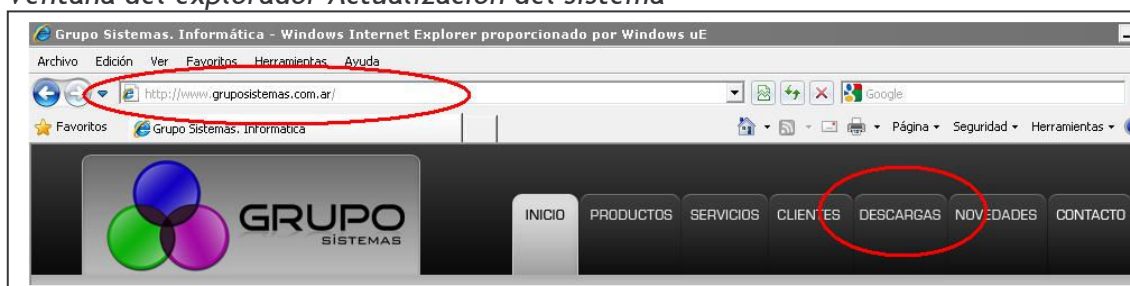 Ventana del explorador Actualización del sistema
Grupo Sistemas. Informática - Windows Internet Explorer proporcionado por Windows uE
Archivo Edición Ver Favoritos Herramientas Ayuda
http://www.gruposistemas.com.ar/ Google
Favoritos Grupo Sistemas. Informática Página Seguridad Herramientas
GRUPO
SISTEMAS
INICIO PRODUCTOS SERVICIOS CLIENTES DESCARGAS NOVEDADES CONTACTO